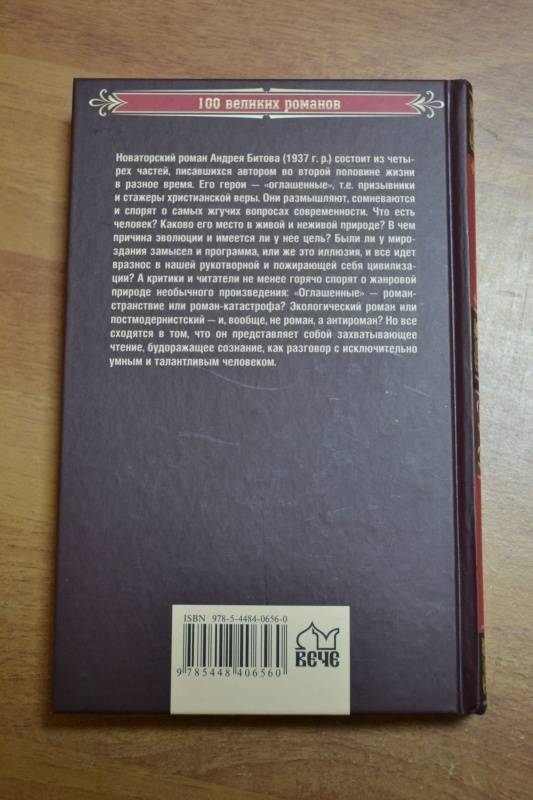 100 великих романов
Новаторский роман Андрея Битова (1937 г. р.) состоит из четы-
рех частей, писавшихся автором во второй половине жизни
в разное время. Его герои — «оглашенные», т.е. призывники
и стажеры христианской веры. Они размышляют, сомневаются
и спорят о самых жгучих вопросах современности. Что есть
человек? Каково его место в живой и неживой природе? В чем
причина эволюции и имеется ли у нее цель? Были ли у миро-
здания замысел и программа, или же это иллюзия, и все идет
вразнос в нашей рукотворной и пожирающей себя цивилиза-
ции? А критики и читатели не менее горячо спорят о жанровой
природе необычного произведения: «Оглашенные» — роман-
странствие или роман-катастрофа? Экологический роман или
постмодернистский — и, вообще, не роман, а антироман? Но все
сходятся в том, что он представляет собой захватывающее
чтение, будоражащее сознание, как разговор с исключительно
умным и талантливым человеком.
ISBN 978-5-4484-0656-0
9 785448 406560
ВЕЧЕ